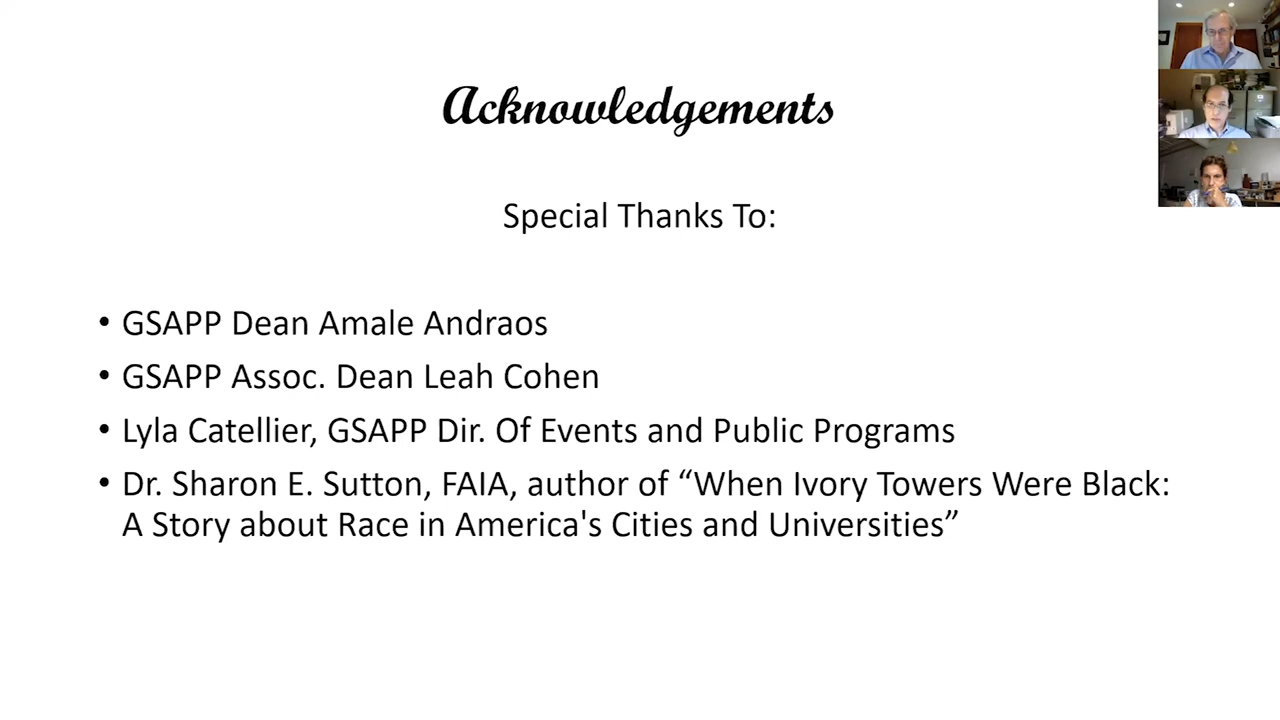 Acknowledgements
Special Thanks To:
• GSAPP Dean Amale Andraos
• GSAPP Assoc. Dean Leah Cohen
• Lyla Catellier, GSAPP Dir. Of Events and Public Programs
• Dr. Sharon E. Sutton, FAIA, author of “When Ivory Towers Were Black:
A Story about Race in America's Cities and Universities”